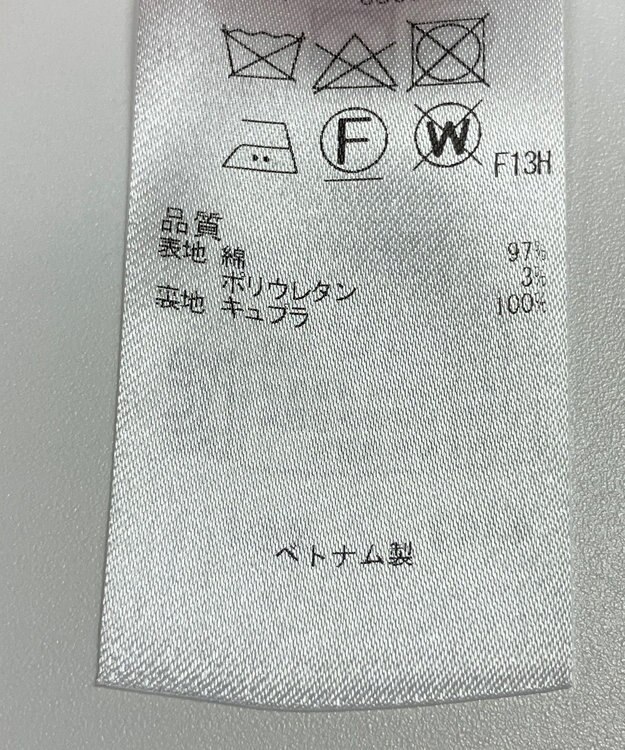 F
W
F13H
品質
表地 綿 97%
ポリウレタン 3%
裏地 キュプラ 100%
ベトナム製